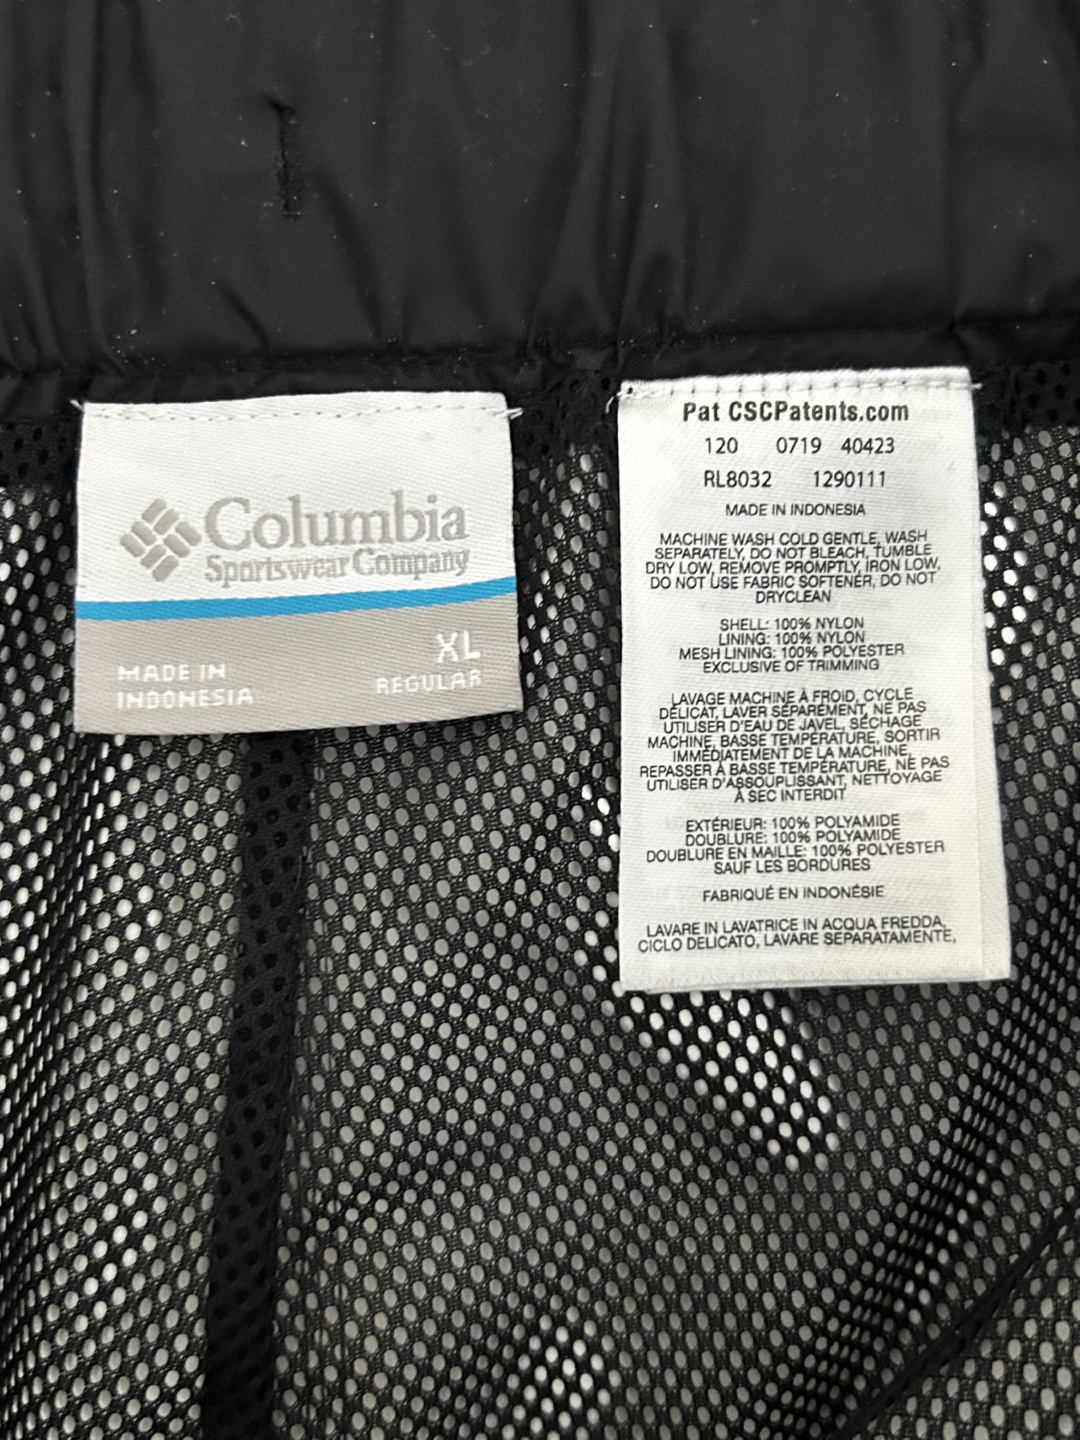 Columbia
Sportswear Company
XL
REGULAR
MADE IN
INDONESIA
Pat CSCPatents.com
120 0719 40423
RL8032 1290111
MADE IN INDONESIA
MACHINE WASH COLD GENTLE, WASH
SEPARATELY, DO NOT BLEACH, TUMBLE
DRY LOW, REMOVE PROMPTLY, IRON LOW,
DO NOT USE FABRIC SOFTENER, DO NOT
DRYCLEAN
SHELL: 100% NYLON
LINING: 100% NYLON
MESH LINING: 100% POLYESTER
EXCLUSIVE OF TRIMMING
LAVAGE MACHINE À FROID, CYCLE
DÉLICAT, LAVER SÉPARÉMENT, NE PAS
UTILISER D'EAU DE JAVEL, SÉCHAGE
MACHINE, BASSE TEMPÉRATURE, SORTIR
IMMÉDIATEMENT DE LA MACHINE,
REPASSER À BASSE TEMPÉRATURE, NE PAS
UTILISER D'ASSOUPLISSANT, NETTOYAGE
À SEC INTERDIT
EXTÉRIEUR: 100% POLYAMIDE
DOUBLURE: 100% POLYAMIDE
DOUBLURE EN MAILLE: 100% POLYESTER
SAUF LES BORDURES
FABRIQUÉ EN INDONÉSIE
LAVARE IN LAVATRICE IN ACQUA FREDDA,
CICLO DELICATO, LAVARE SEPARATAMENTE,